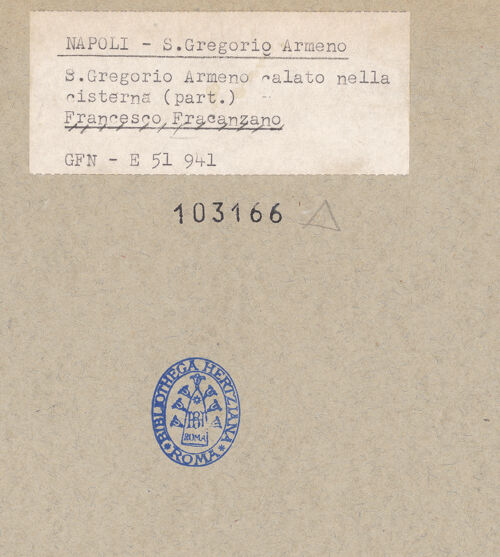 NAPOLI - S.Gregorio Armeno
S.Gregorio Armeno calato nella
cisterna (part.)
Francesco Fracanzano
GFN - E 51 941
103166
BIBLIOTHECA HERTZIANA
BH
ROMA
* ROMA *